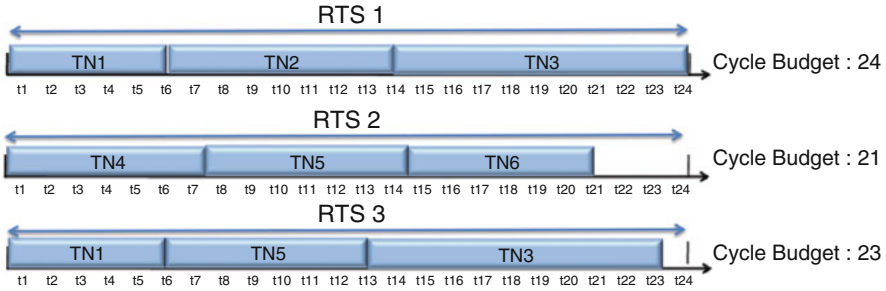 RTS 1
TN1 TN2 TN3 Cycle Budget : 24
t1 t2 t3 t4 t5 t6 t7 t8 t9 t10 t11 t12 t13 t14 t15 t16 t17 t18 t19 t20 t21 t22 t23 t24
RTS 2
TN4 TN5 TN6 Cycle Budget : 21
t1 t2 t3 t4 t5 t6 t7 t8 t9 t10 t11 t12 t13 t14 t15 t16 t17 t18 t19 t20 t21 t22 t23 t24
RTS 3
TN1 TN5 TN3 Cycle Budget : 23
t1 t2 t3 t4 t5 t6 t7 t8 t9 t10 t11 t12 t13 t14 t15 t16 t17 t18 t19 t20 t21 t22 t23 t24